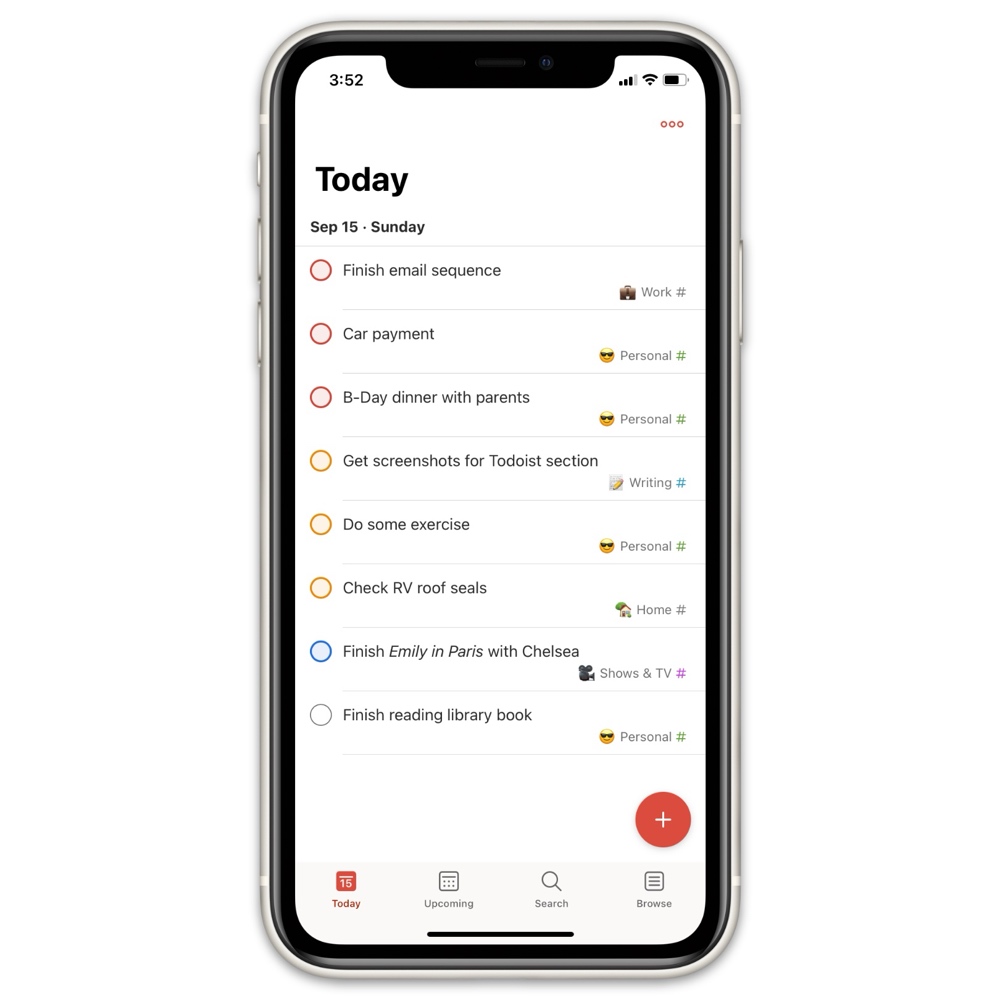 3:52
Today
Sep 15 · Sunday
Finish email sequence
Work #
Car payment
Personal #
B-Day dinner with parents
Personal #
Get screenshots for Todoist section
Writing #
Do some exercise
Personal #
Check RV roof seals
Home #
Finish Emily in Paris with Chelsea
Shows & TV #
Finish reading library book
Personal #
+
15
Today Upcoming Search Browse